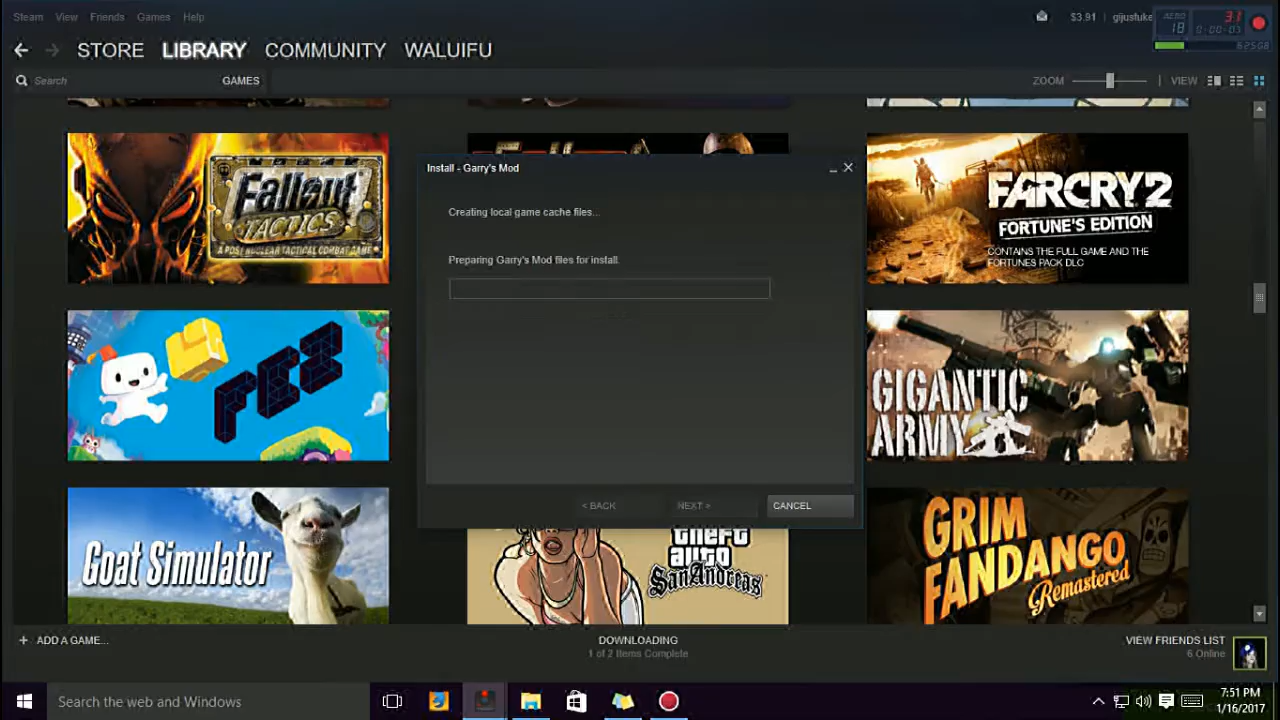 Steam View Friends Games Help
$3.91 gijustuke
STORE LIBRARY COMMUNITY WALUIFU
Search GAMES ZOOM VIEW
Fallout
TACTICS
A POST NUCLEAR TACTICAL COMBAT GAME
FARCRY 2
FORTUNE'S EDITION
CONTAINS THE FULL GAME AND THE
FORTUNES PACK DLC
Install - Garry's Mod
Creating local game cache files...
Preparing Garry's Mod files for install.
< BACK NEXT > CANCEL
FEZ
GIGANTIC
ARMY
Goat Simulator
theft
auto
SanAndreas
GRIM
FANDANGO
Remastered
+ ADD A GAME...
DOWNLOADING
1 of 2 Items Complete
VIEW FRIENDS LIST
6 Online
Search the web and Windows
7:51 PM
1/16/2017